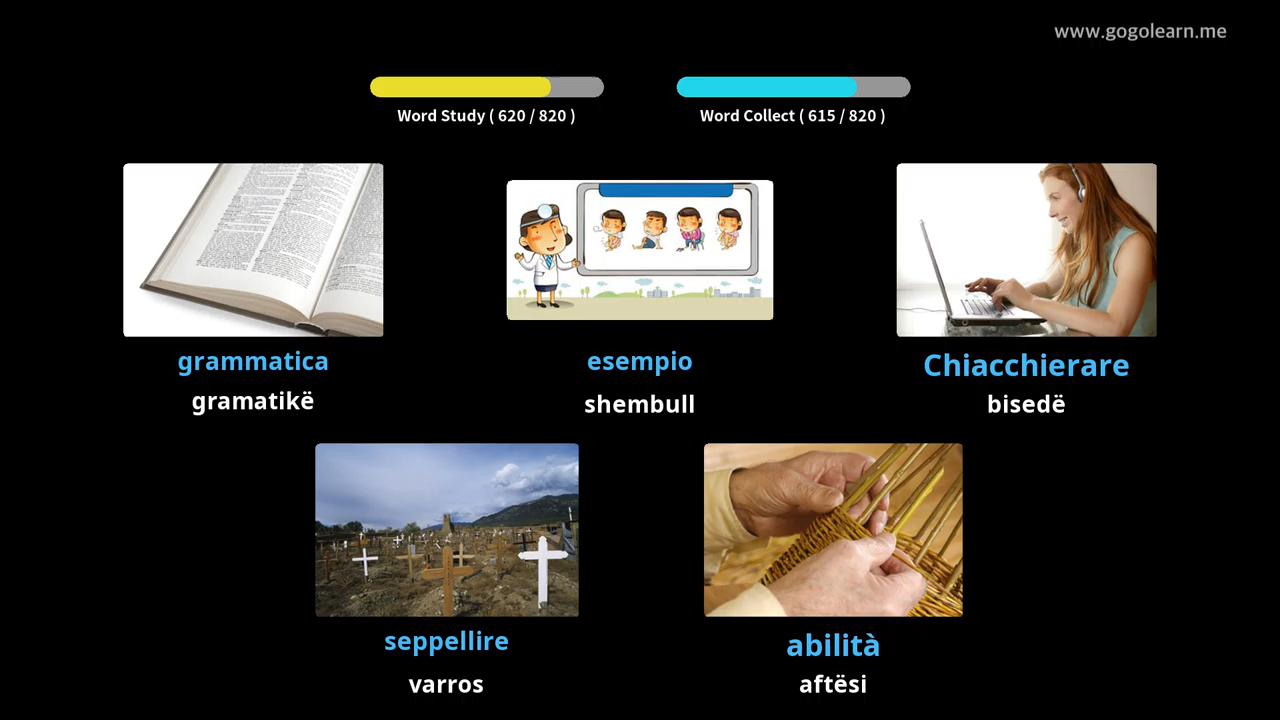 www.gogolearn.me
Word Study ( 620 / 820 )
Word Collect ( 615 / 820 )
grammatica
gramatikë
esempio
shembull
Chiacchierare
bisedë
seppellire
varros
abilità
aftësi